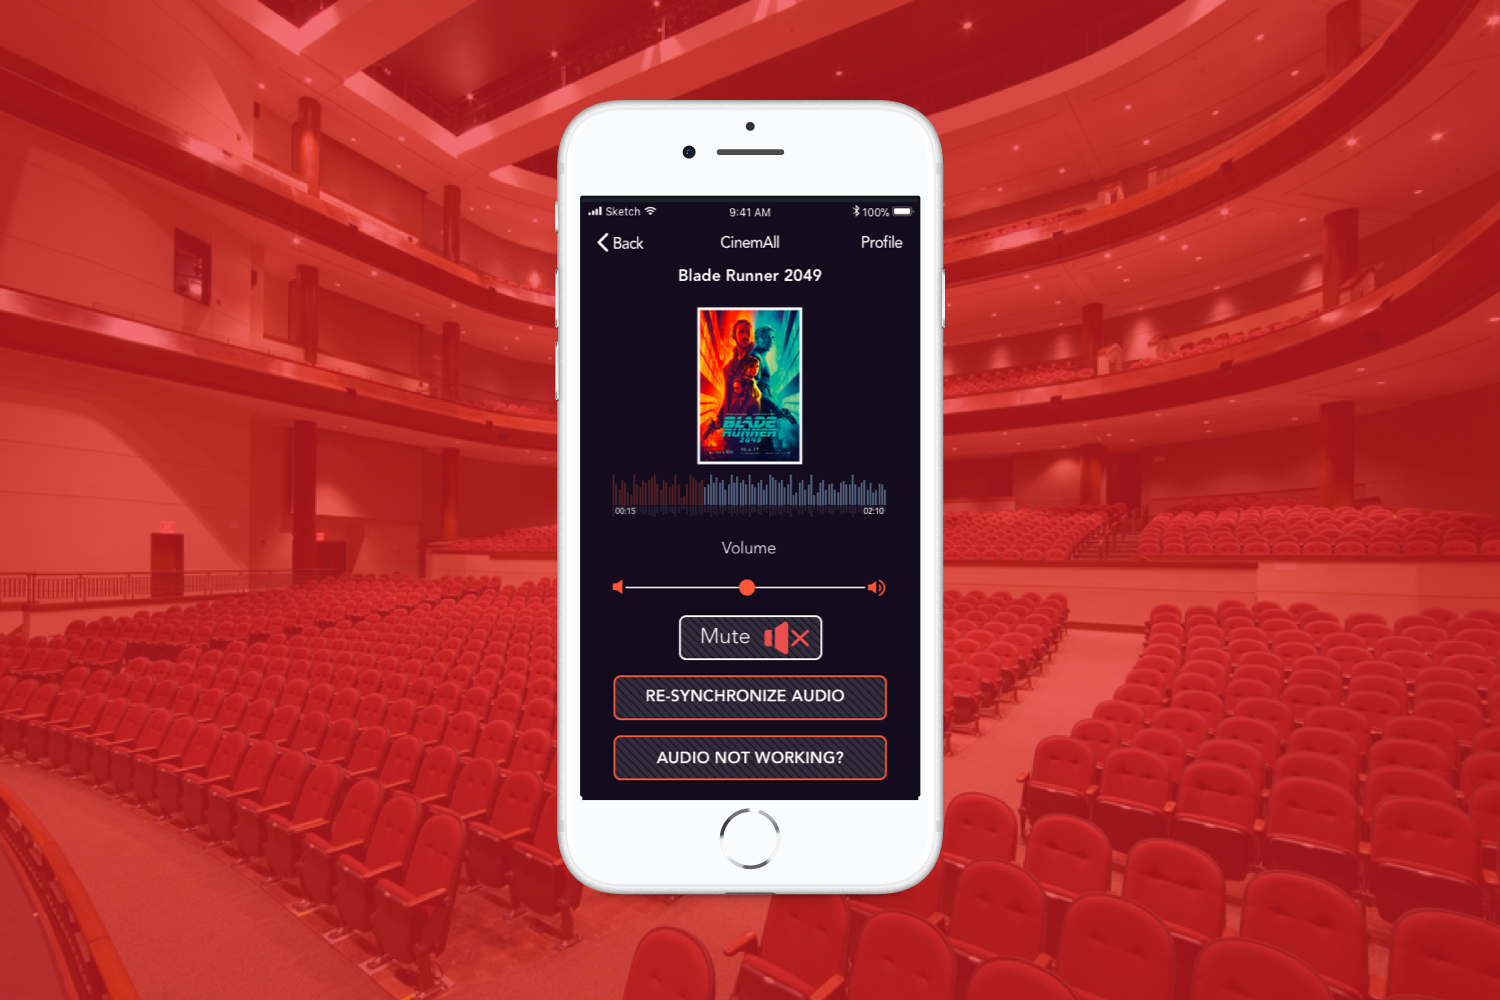 Sketch 9:41 AM 100%
Back CinemAll Profile
Blade Runner 2049
BLADE
RUNNER
2049
00:15 02:10
Volume
Mute
RE-SYNCHRONIZE AUDIO
AUDIO NOT WORKING?